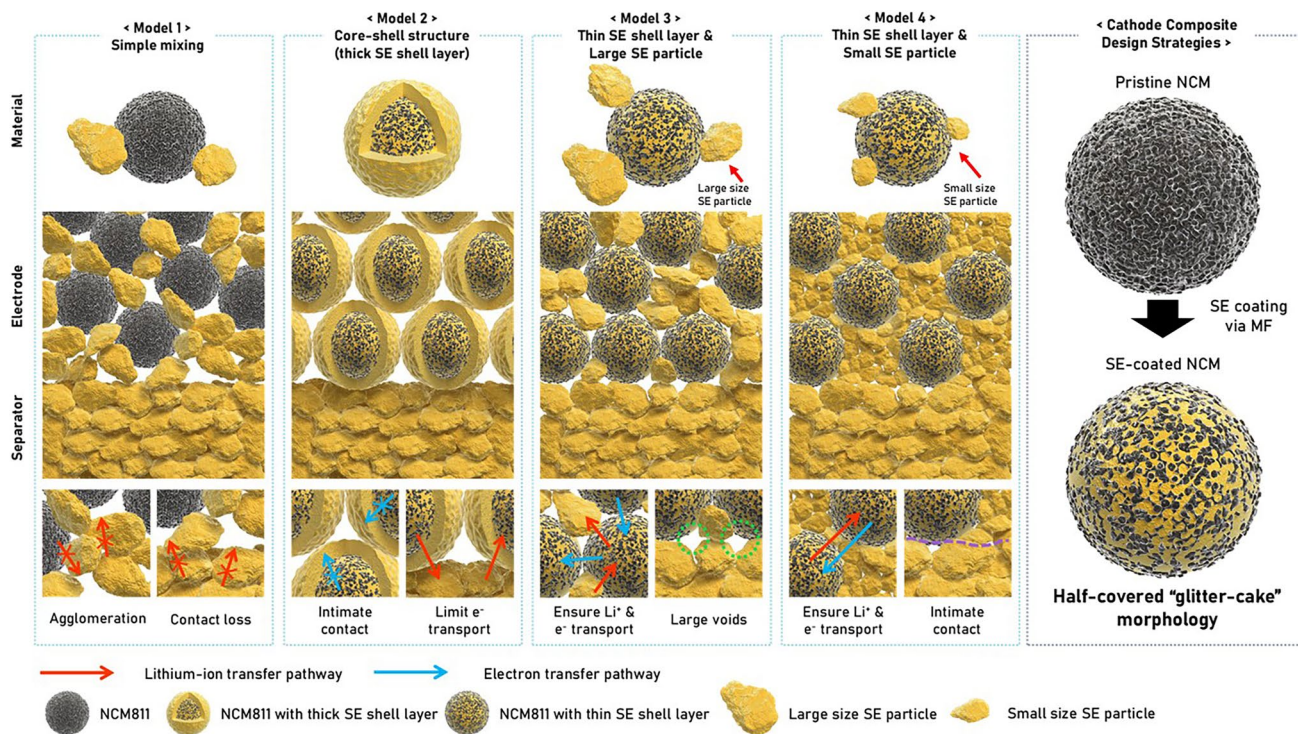 < Model 1 >
Simple mixing
< Model 2 >
Core-shell structure
(thick SE shell layer)
< Model 3 >
Thin SE shell layer &
Large SE particle
< Model 4 >
Thin SE shell layer &
Small SE particle
< Cathode Composite
Design Strategies >
Material
Large size
SE particle
Small size
SE particle
Pristine NCM
Electrode
SE coating
via MF
SE-coated NCM
Separator
Agglomeration
Contact loss
Intimate
contact
Limit e⁻
transport
Ensure Li⁺ &
e⁻ transport
Large voids
Ensure Li⁺ &
e⁻ transport
Intimate
contact
Half-covered “glitter-cake”
morphology
Lithium-ion transfer pathway
Electron transfer pathway
NCM811
NCM811 with thick SE shell layer
NCM811 with thin SE shell layer
Large size SE particle
Small size SE particle